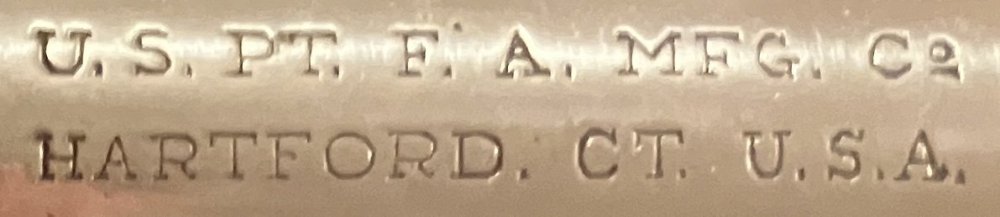 U.S. PT. F. A. MFG. Cº
HARTFORD. CT. U.S.A.